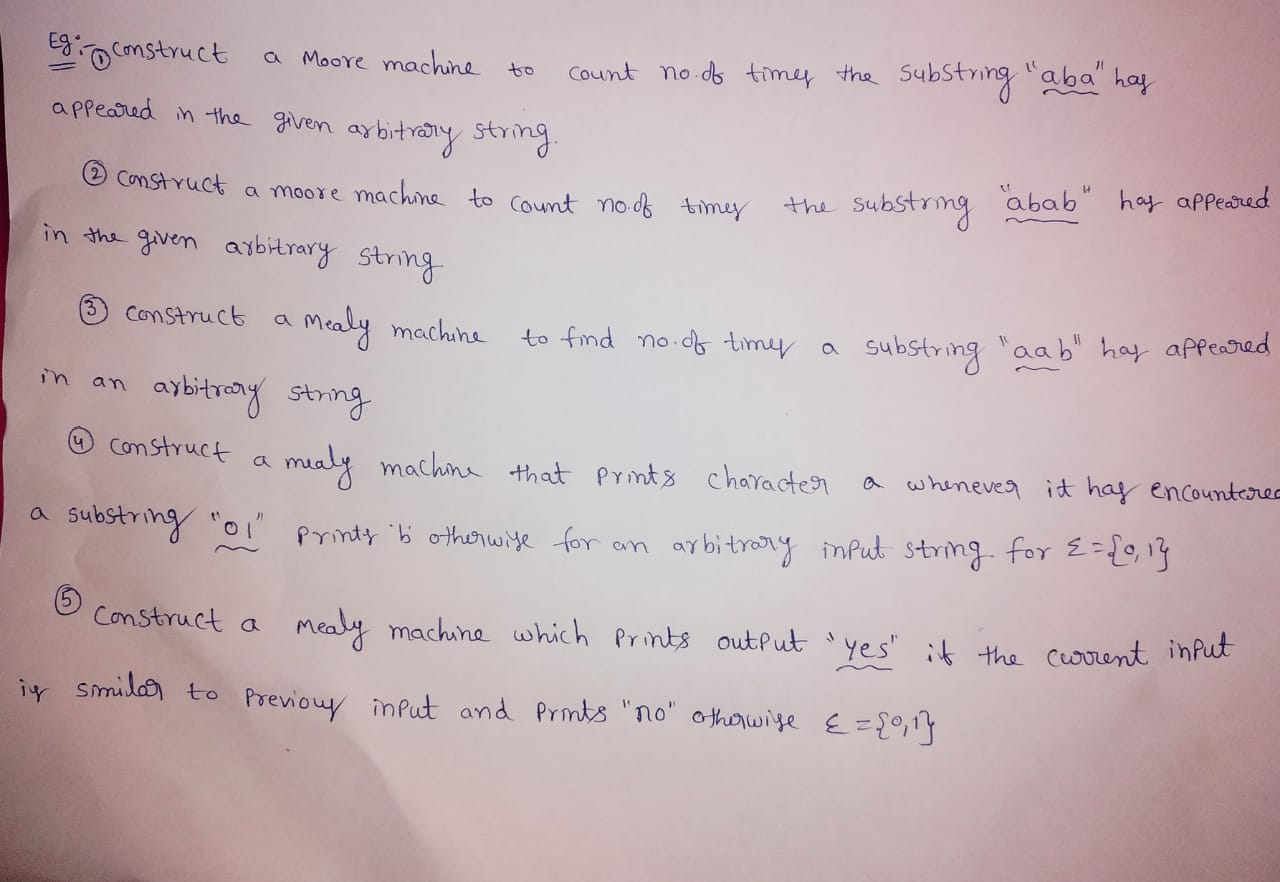 Eg:- ① Construct a Moore machine to count no. of times the substring "aba" has
appeared in the given arbitrary string.
② Construct a moore machine to count no. of times the substring "abab" has appeared
in the given arbitrary string
③ Construct a mealy machine to find no. of times a substring "aab" has appeared
in an arbitrary string
④ Construct a mealy machine that prints character a whenever it has encountered
a substring "01" prints 'b' otherwise for an arbitrary input string. for Σ = {0, 1}
⑤ Construct a mealy machine which prints output "yes" if the current input
is similar to previous input and prints "no" otherwise Σ = {0,1}